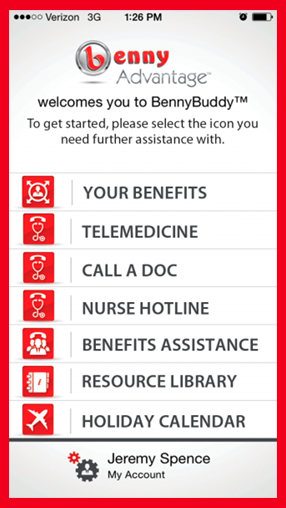 Verizon 3G 1:26 PM
benny
Advantage™
welcomes you to BennyBuddy™
To get started, please select the icon you
need further assistance with.
YOUR BENEFITS
TELEMEDICINE
CALL A DOC
NURSE HOTLINE
BENEFITS ASSISTANCE
RESOURCE LIBRARY
HOLIDAY CALENDAR
Jeremy Spence
My Account